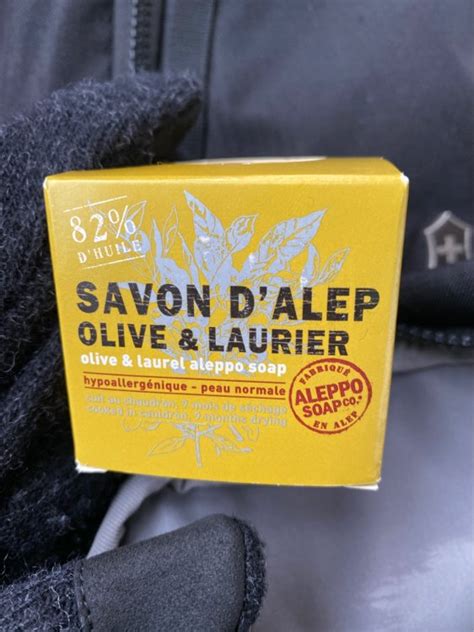 82%
D'HUILE
SAVON D'ALEP
OLIVE & LAURIER
olive & laurel aleppo soap
hypoallergénique - peau normale
cuit au chaudron, 9 mois de séchage
cooked in cauldron, 9 months drying
FABRIQUÉ
ALEPPO
SOAP CO.
EN ALEP